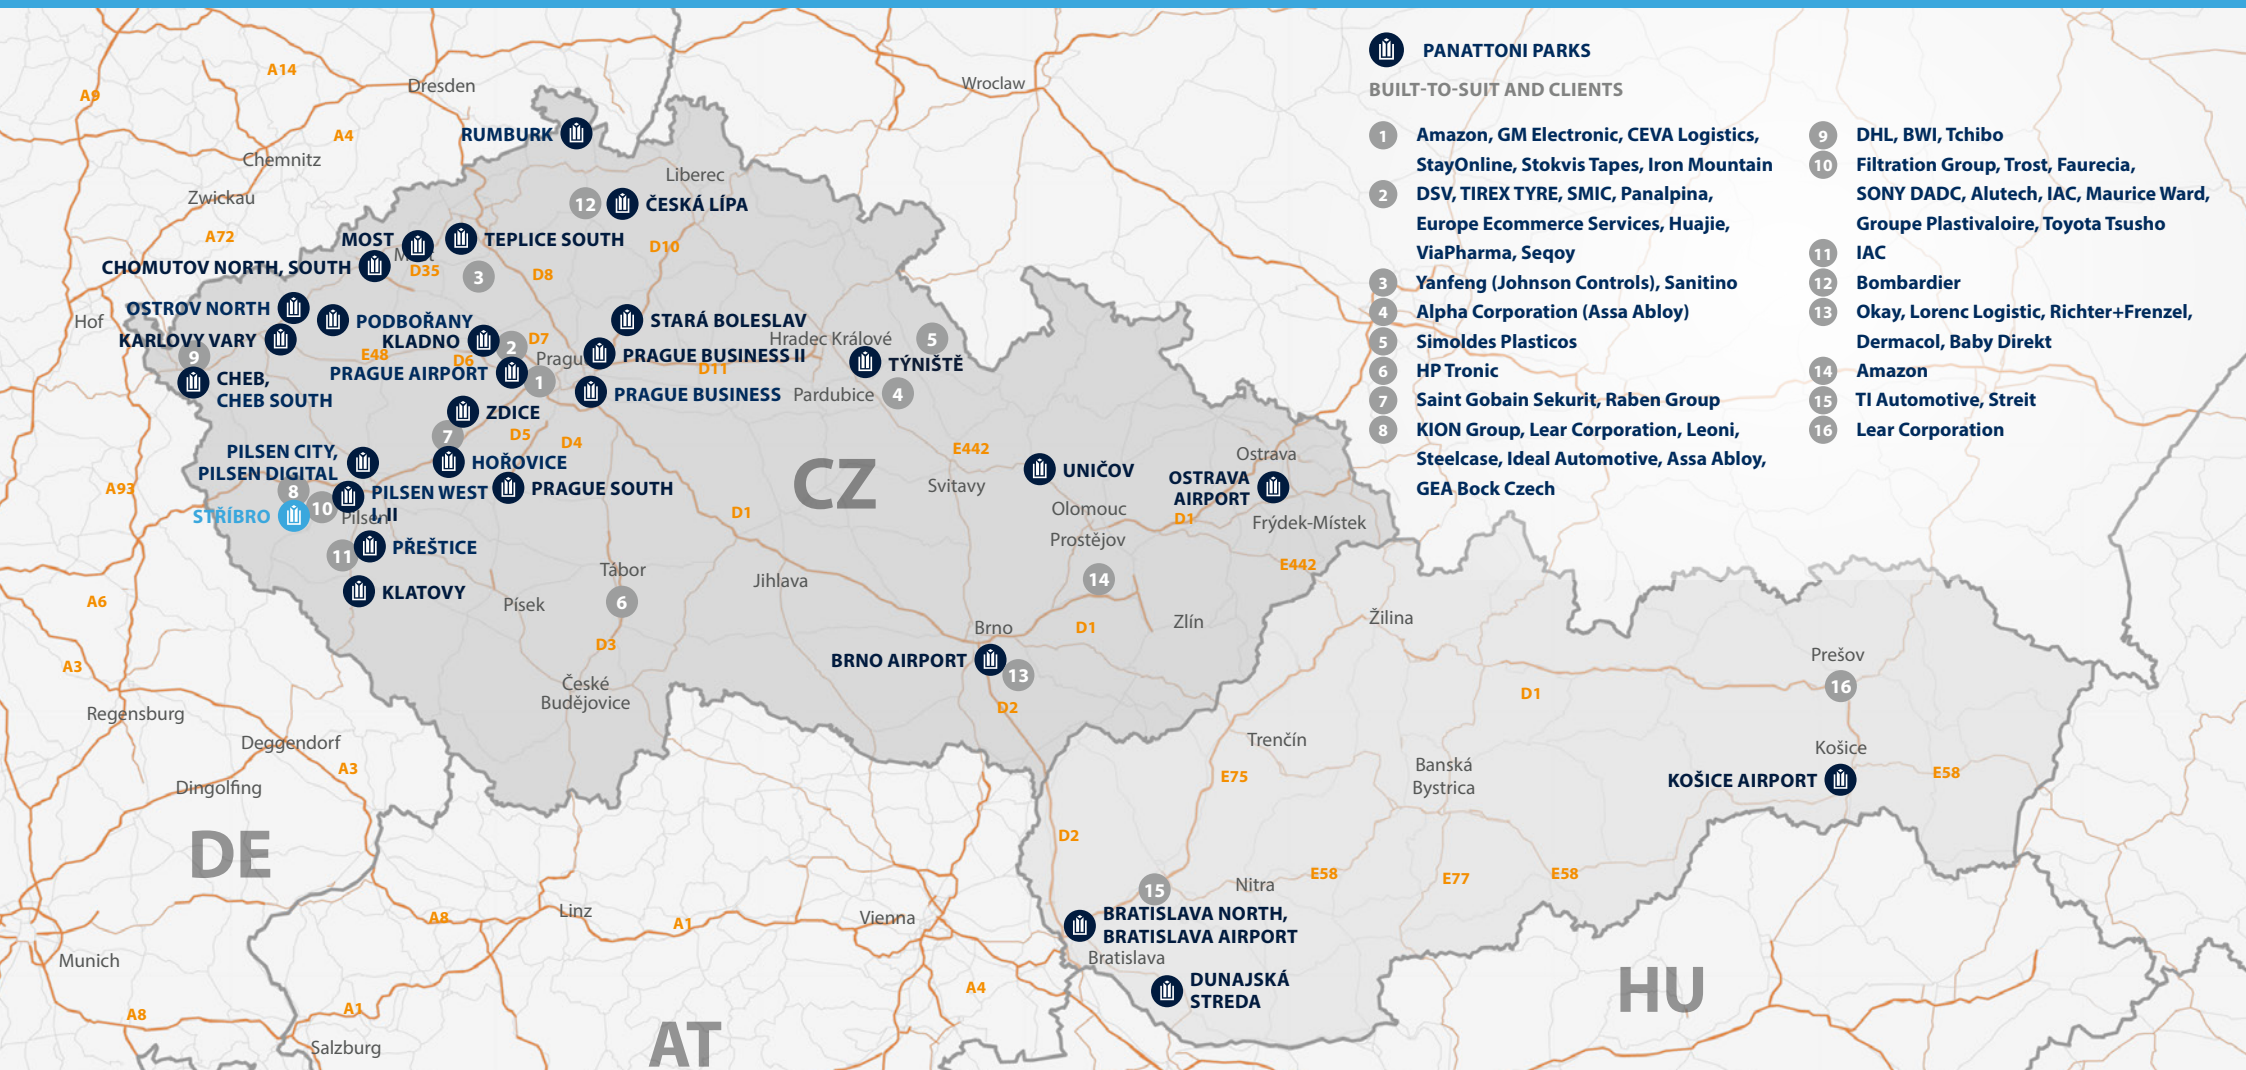 PANATTONI PARKS
BUILT-TO-SUIT AND CLIENTS
1 Amazon, GM Electronic, CEVA Logistics,
StayOnline, Stokvis Tapes, Iron Mountain
2 DSV, TIREX TYRE, SMIC, Panalpina,
Europe Ecommerce Services, Huajie,
ViaPharma, Seqoy
3 Yanfeng (Johnson Controls), Sanitino
4 Alpha Corporation (Assa Abloy)
5 Simoldes Plasticos
6 HP Tronic
7 Saint Gobain Sekurit, Raben Group
8 KION Group, Lear Corporation, Leoni,
Steelcase, Ideal Automotive, Assa Abloy,
GEA Bock Czech
9 DHL, BWI, Tchibo
10 Filtration Group, Trost, Faurecia,
SONY DADC, Alutech, IAC, Maurice Ward,
Groupe Plastivaloire, Toyota Tsusho
11 IAC
12 Bombardier
13 Okay, Lorenc Logistic, Richter+Frenzel,
Dermacol, Baby Direkt
14 Amazon
15 TI Automotive, Streit
16 Lear Corporation
A14
A9
Dresden
Wroclaw
A4
RUMBURK
Chemnitz
Liberec
Zwickau
12
ČESKÁ LÍPA
A72
MOST
TEPLICE SOUTH
D10
CHOMUTOV NORTH, SOUTH
D35
3
D8
OSTROV NORTH
Hof
PODBOŘANY
STARÁ BOLESLAV
KARLOVY VARY
KLADNO
2
D7
Hradec Králové
5
9
E48
D6
PRAGUE BUSINESS II
TÝNIŠTĚ
D11
PRAGUE AIRPORT
1
CHEB,
CHEB SOUTH
PRAGUE BUSINESS
Pardubice
4
ZDICE
7
D5
D4
PILSEN CITY,
PILSEN DIGITAL
HOŘOVICE
E442
CZ
UNIČOV
Ostrava
OSTRAVA
AIRPORT
A93
8
PILSEN WEST
I, II
PRAGUE SOUTH
Svitavy
STŘÍBRO
10
Pilsen
D1
Olomouc
D1
Frýdek-Místek
Prostějov
11
PŘEŠTICE
E442
Tábor
Jihlava
14
KLATOVY
A6
Písek
6
Zlín
Žilina
Brno
D1
D3
A3
BRNO AIRPORT
13
Prešov
16
České
Budějovice
D1
D2
Regensburg
Deggendorf
Trenčín
Košice
A3
E75
Banská
Bystrica
KOŠICE AIRPORT
E58
Dingolfing
D2
DE
E58
E77
E58
15
Nitra
Linz
A8
A1
Vienna
BRATISLAVA NORTH,
BRATISLAVA AIRPORT
Bratislava
Munich
DUNAJSKÁ
STREDA
A4
HU
A1
A8
Salzburg
AT